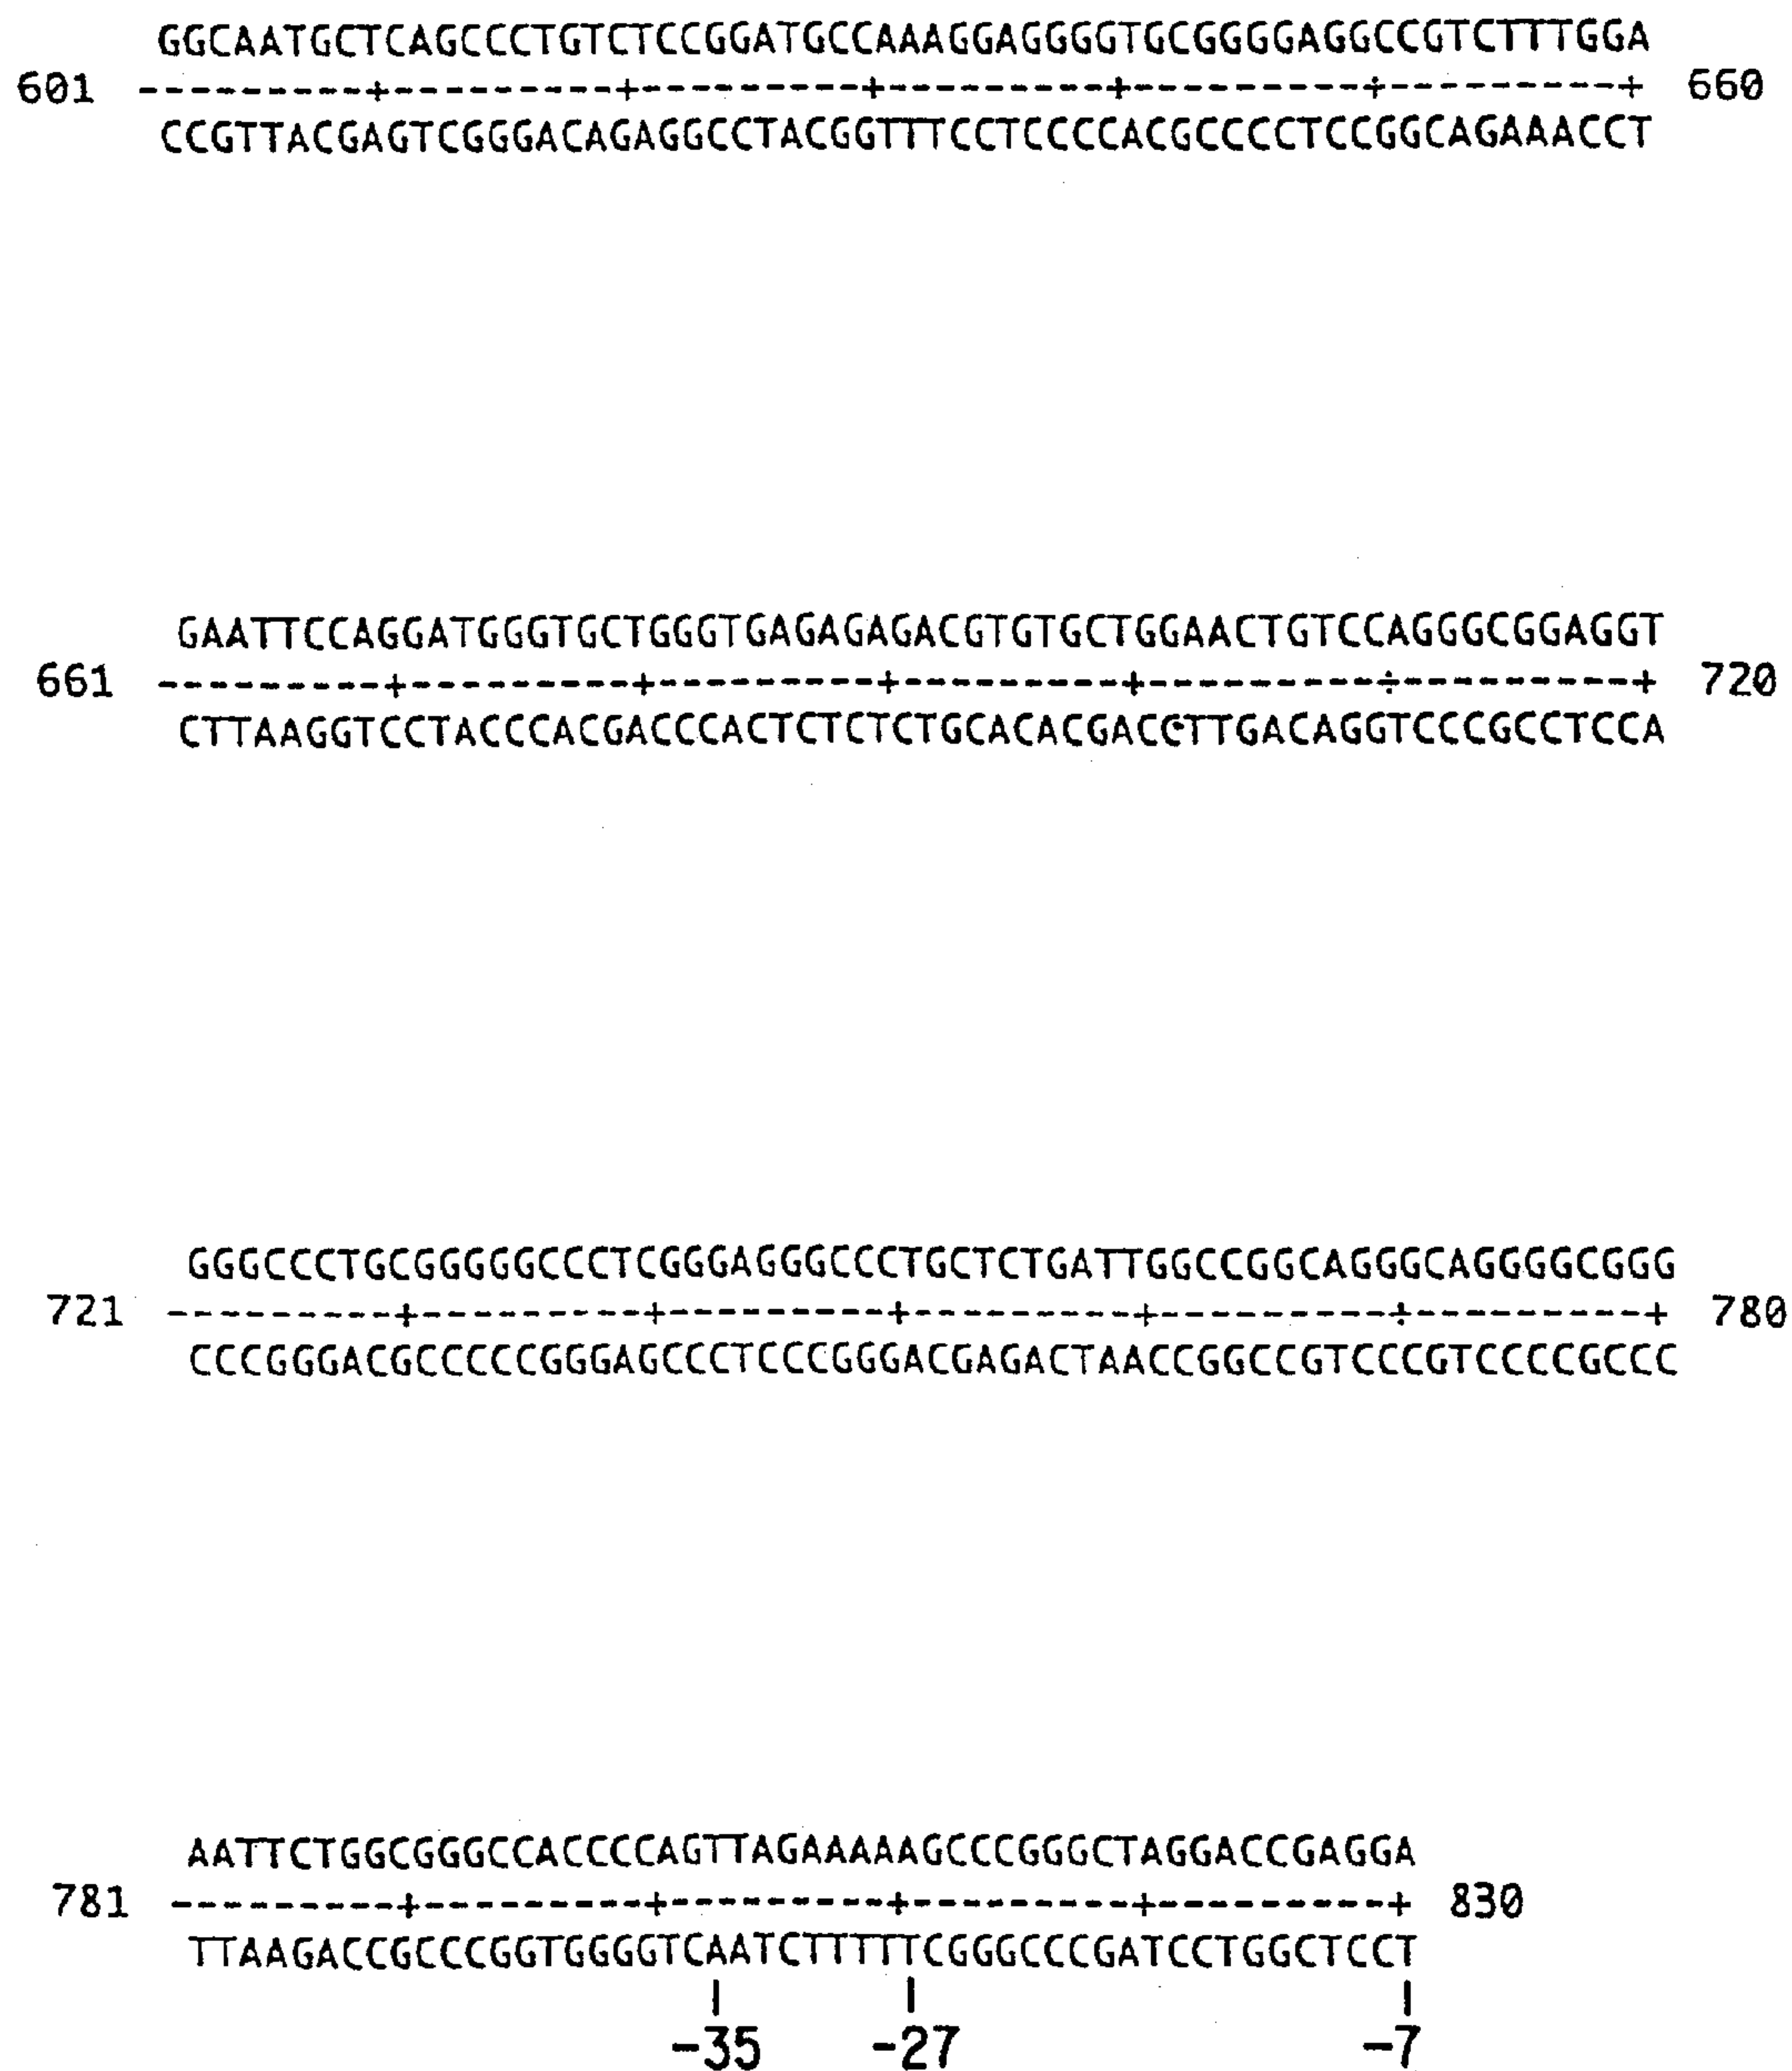 GGCAATGCTCAGCCCTGTCTCCGGATGCCAAAGGAGGGGTGCGGGGAGGCCGTCTTTGGA
601 ---------+---------+---------+---------+---------+---------+ 660
CCGTTACGAGTCGGGACAGAGGCCTACGGTTTCCTCCCCACGCCCCTCCGGCAGAAACCT
GAATTCCAGGATGGGTGCTGGGTGAGAGAGACGTGTGCTGGAACTGTCCAGGGCGGAGGT
661 ---------+---------+---------+---------+---------+---------+ 720
CTTAAGGTCCTACCCACGACCCACTCTCTCTGCACACGACCTTGACAGGTCCCGCCTCCA
GGGCCCTGCGGGGGCCCTCGGGAGGGCCCTGCTCTGATTGGCCGGCAGGGCAGGGGCGGG
721 ---------+---------+---------+---------+---------+---------+ 780
CCCGGGACGCCCCCGGGAGCCCTCCCGGGACGAGACTAACCGGCCGTCCCGTCCCCGCCC
AATTCTGGCGGGCCACCCCAGTTAGAAAAAGCCCGGGCTAGGACCGAGGA
781 ---------+---------+---------+---------+---------+ 830
TTAAGACCGCCCGGTGGGGTCAATCTTTTTCGGGCCCGATCCTGGCTCCT
-35 -27 -7